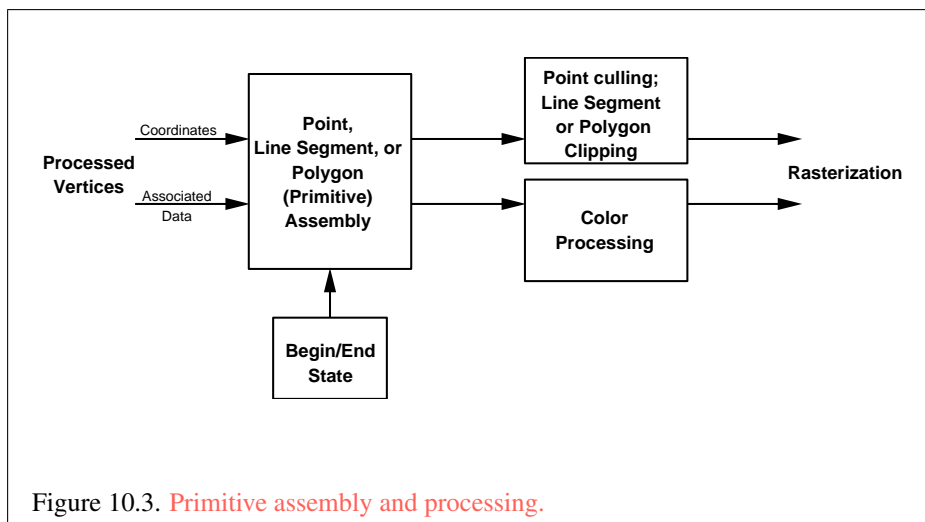 Coordinates
Processed
Vertices
Associated
Data
Point,
Line Segment, or
Polygon
(Primitive)
Assembly
Begin/End
State
Point culling;
Line Segment
or Polygon
Clipping
Color
Processing
Rasterization
Figure 10.3. Primitive assembly and processing.